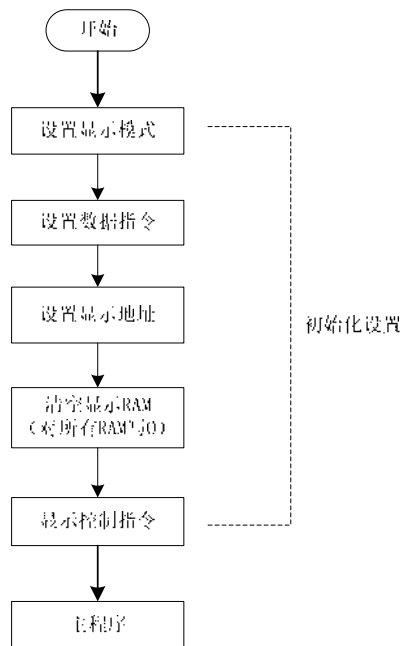 开始
设置显示模式
设置数据指令
设置显示地址
初始化设置
清空显示RAM
（对所有RAM写0）
显示控制指令
主程序